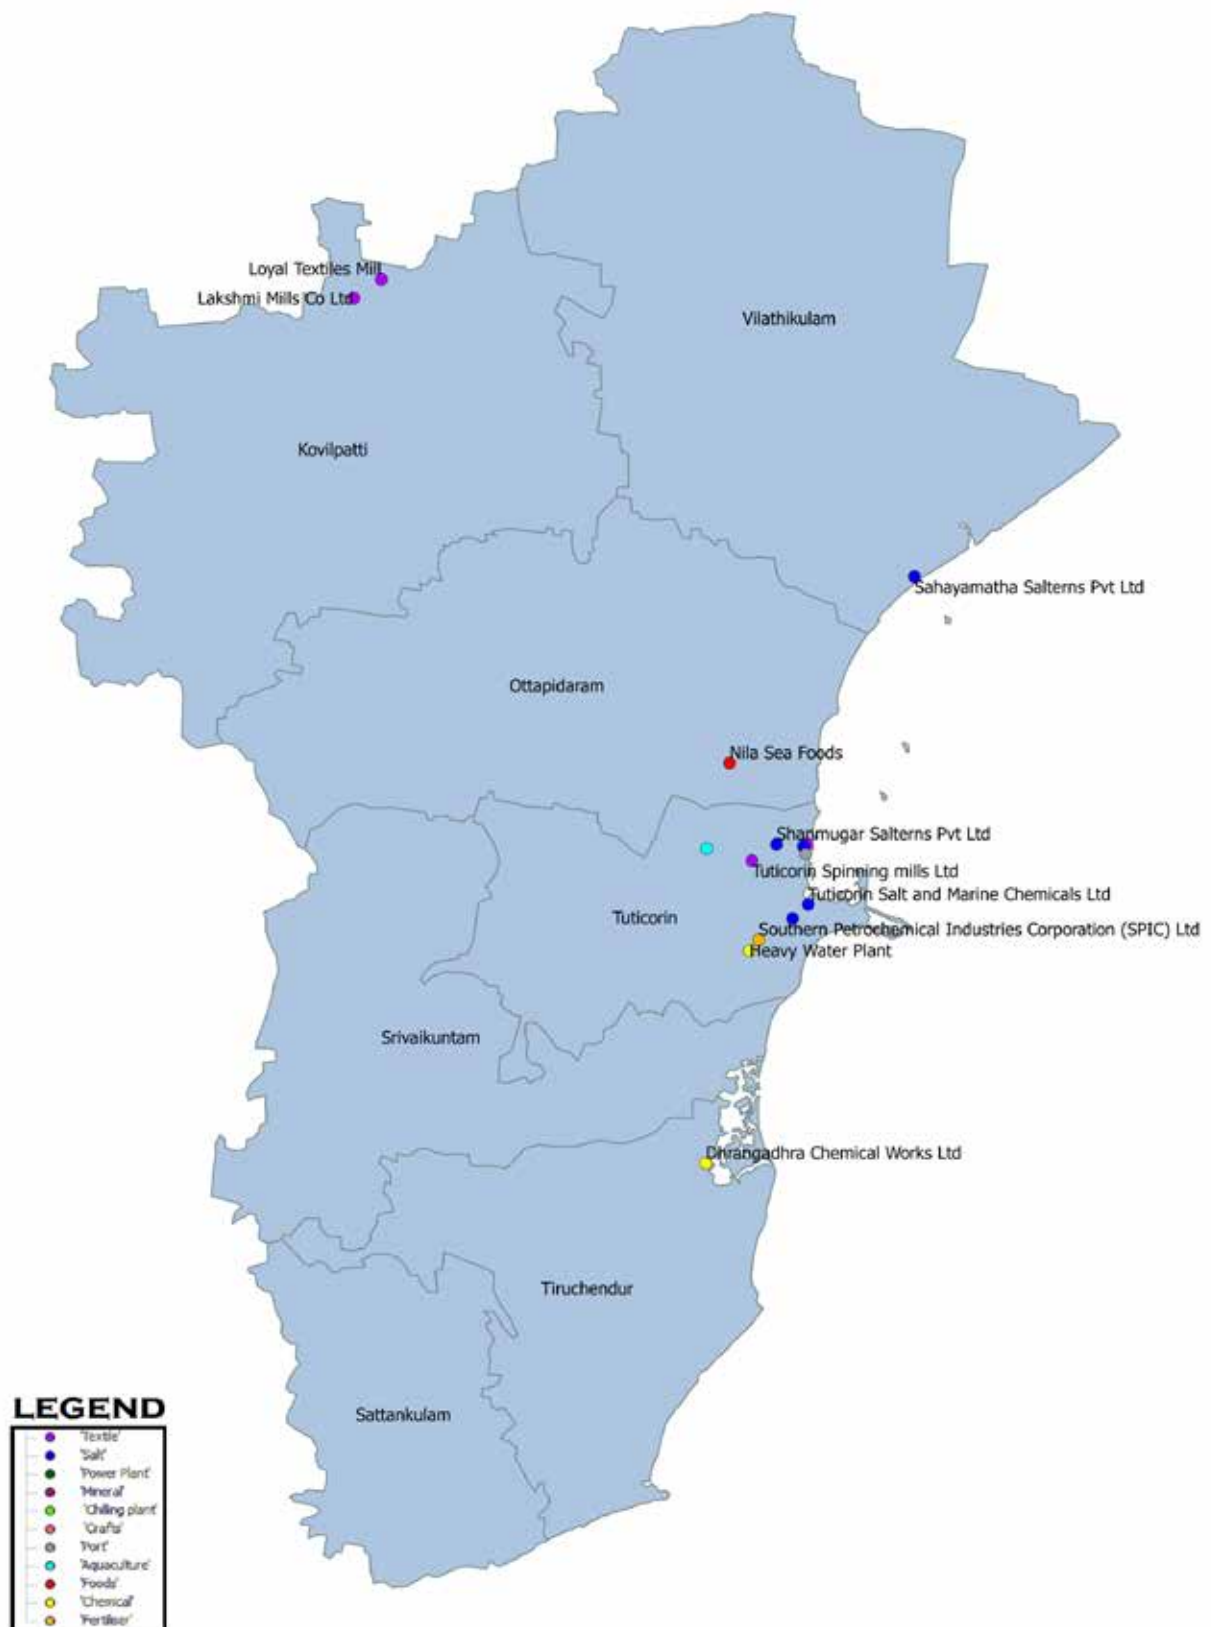 Loyal Textiles Mill
Lakshmi Mills Co Ltd
Vilathikulam
Kovilpatti
Sahayamatha Salterns Pvt Ltd
Ottapidaram
Nila Sea Foods
Shanmugar Salterns Pvt Ltd
Tuticorin Spinning mills Ltd
Tuticorin Salt and Marine Chemicals Ltd
Tuticorin
Southern Petrochemical Industries Corporation (SPIC) Ltd
Heavy Water Plant
Srivaikuntam
Dhrangadhra Chemical Works Ltd
Tiruchendur
Sattankulam
LEGEND
'Textile'
'Salt'
'Power Plant'
'Mineral'
'Chilling plant'
'Crafts'
'Port'
'Aquaculture'
'Foods'
'Chemical'
'Fertiliser'